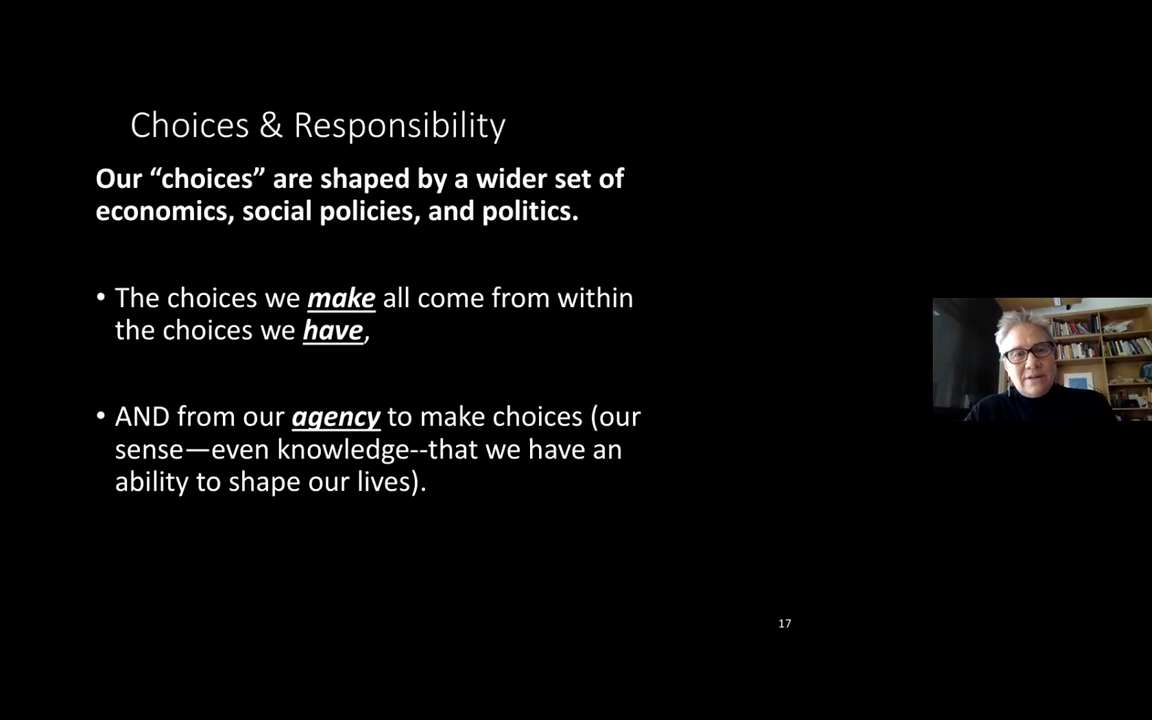 Choices & Responsibility
Our “choices” are shaped by a wider set of
economics, social policies, and politics.
• The choices we make all come from within
the choices we have,
• AND from our agency to make choices (our
sense—even knowledge--that we have an
ability to shape our lives).
17